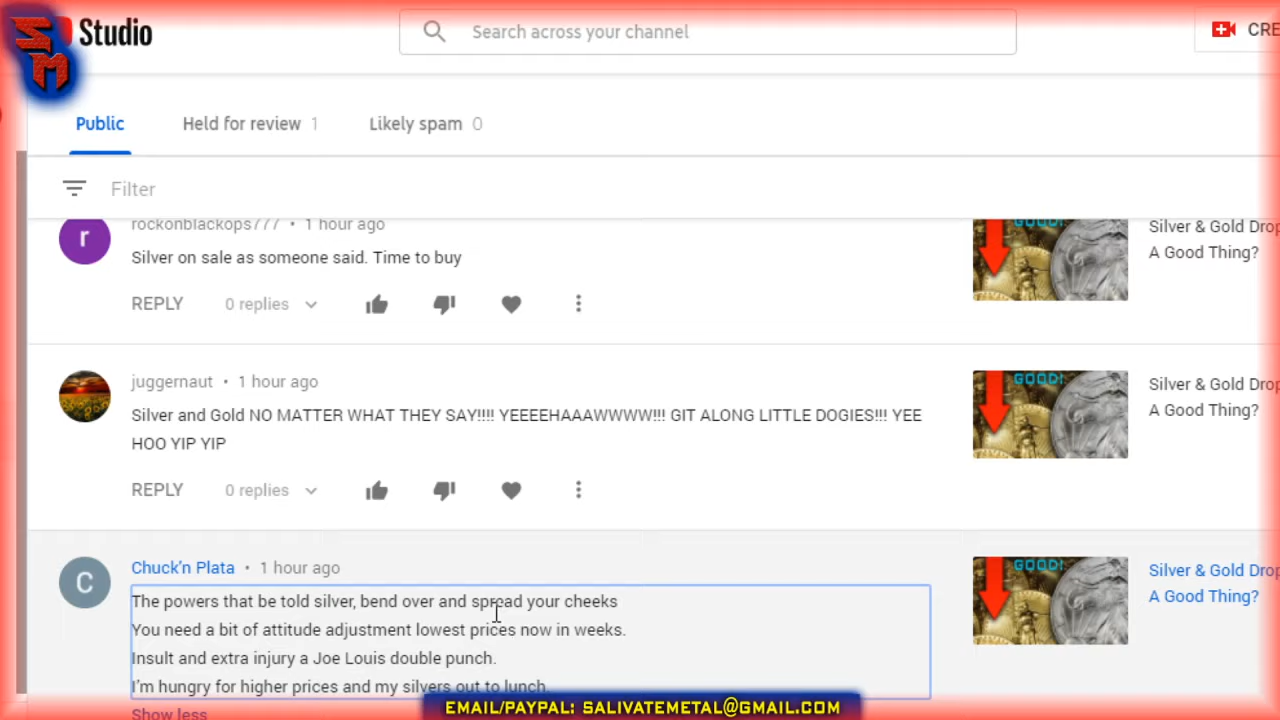 SM
Studio
Search across your channel
CRE
Public
Held for review 1
Likely spam 0
Filter
rockonblackops777 • 1 hour ago
Silver on sale as someone said. Time to buy
REPLY 0 replies
GOOD!
Silver & Gold Drop
A Good Thing?
juggernaut • 1 hour ago
Silver and Gold NO MATTER WHAT THEY SAY!!!! YEEEEHAAAWWWW!!! GIT ALONG LITTLE DOGIES!!! YEE
HOO YIP YIP
REPLY 0 replies
GOOD!
Silver & Gold Drop
A Good Thing?
Chuck'n Plata • 1 hour ago
The powers that be told silver, bend over and spread your cheeks
You need a bit of attitude adjustment lowest prices now in weeks.
Insult and extra injury a Joe Louis double punch.
I'm hungry for higher prices and my silvers out to lunch.
Show less
GOOD!
Silver & Gold Drop
A Good Thing?
EMAIL/PAYPAL: SALIVATEMETAL@GMAIL.COM